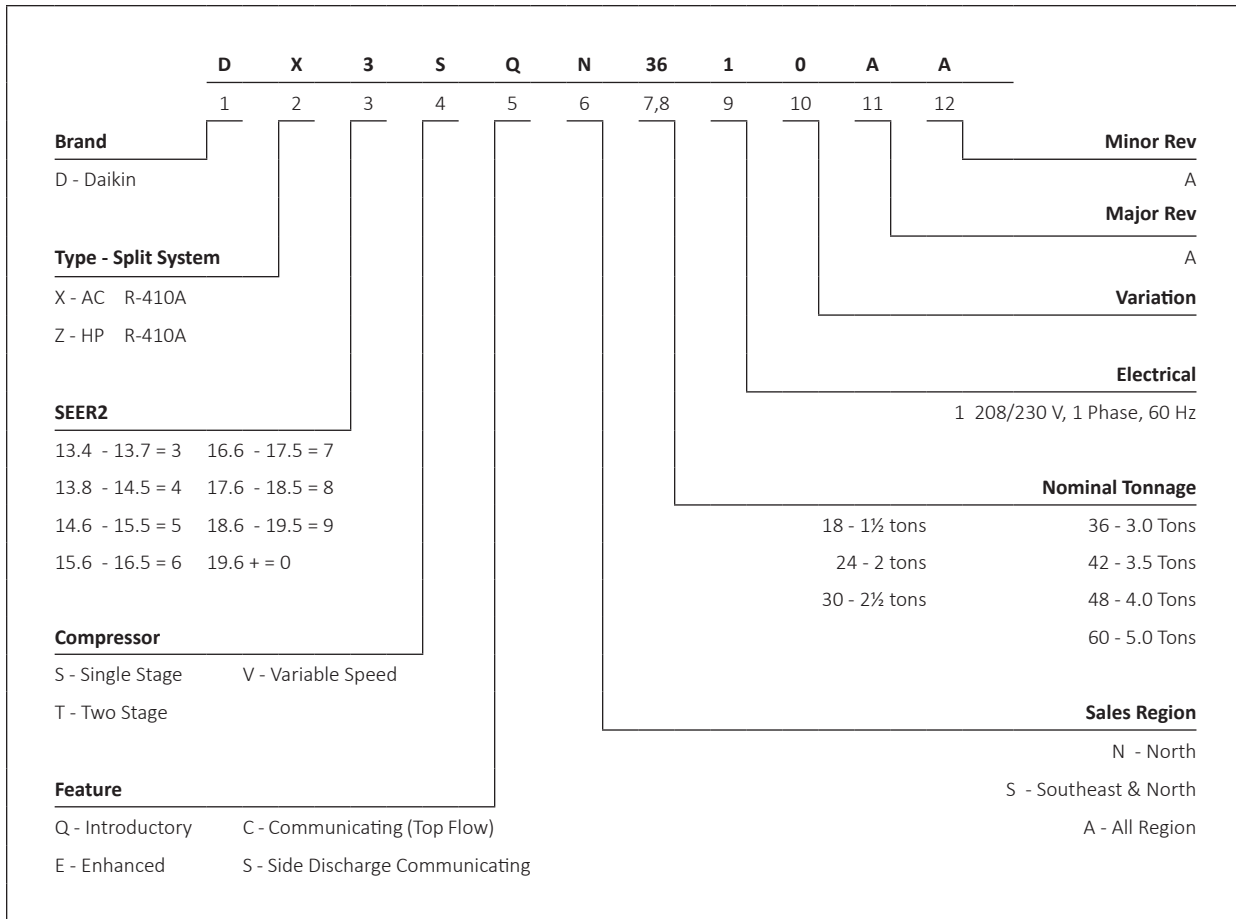 D X 3 S Q N 36 1 0 A A
1 2 3 4 5 6 7,8 9 10 11 12
Brand
D - Daikin
Type - Split System
X - AC R-410A
Z - HP R-410A
SEER2
13.4 - 13.7 = 3 16.6 - 17.5 = 7
13.8 - 14.5 = 4 17.6 - 18.5 = 8
14.6 - 15.5 = 5 18.6 - 19.5 = 9
15.6 - 16.5 = 6 19.6 + = 0
Compressor
S - Single Stage V - Variable Speed
T - Two Stage
Feature
Q - Introductory C - Communicating (Top Flow)
E - Enhanced S - Side Discharge Communicating
Minor Rev
A
Major Rev
A
Variation
Electrical
1 208/230 V, 1 Phase, 60 Hz
Nominal Tonnage
18 - 1½ tons 36 - 3.0 Tons
24 - 2 tons 42 - 3.5 Tons
30 - 2½ tons 48 - 4.0 Tons
60 - 5.0 Tons
Sales Region
N - North
S - Southeast & North
A - All Region